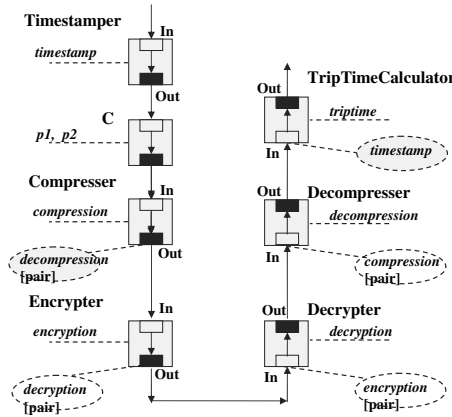 Timestamper
In
timestamp
Out
C
p1, p2
Compresser
In
compression
decompression
[pair]
Out
Encrypter
In
encryption
decryption
[pair]
Out
Out
TripTimeCalculator
triptime
In
timestamp
Out
Decompresser
decompression
In
compression
[pair]
Out
Decrypter
decryption
In
encryption
[pair]